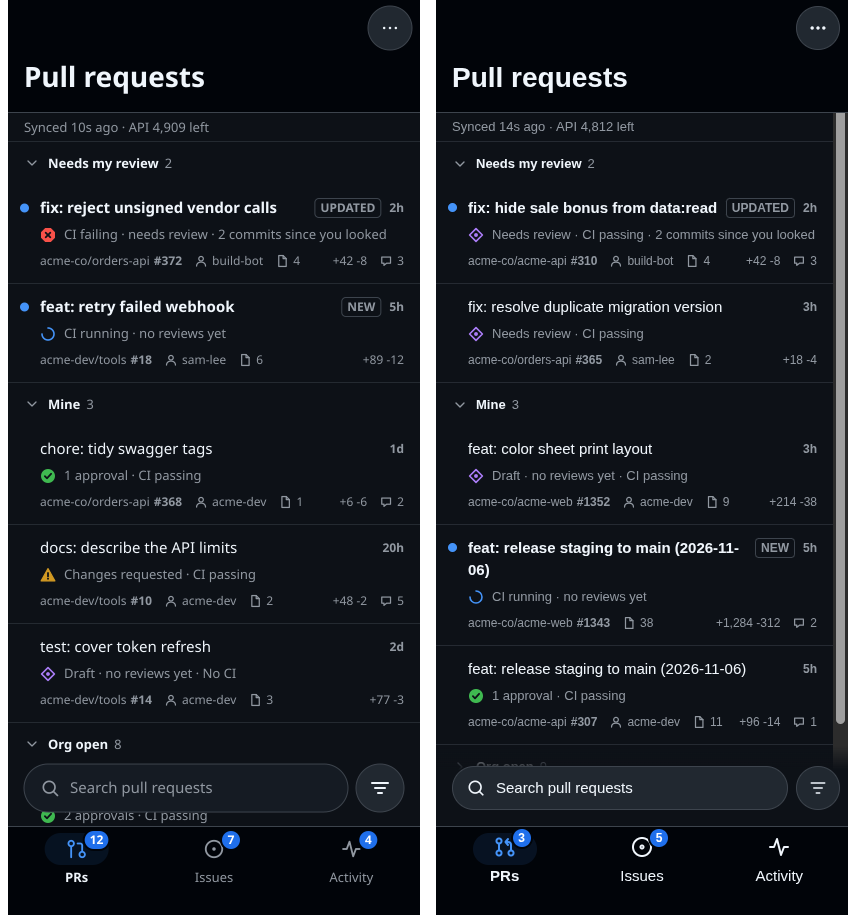 Pull requests
Synced 10s ago · API 4,909 left
Needs my review 2
fix: reject unsigned vendor calls UPDATED 2h
CI failing · needs review · 2 commits since you looked
acme-co/orders-api #372 build-bot 4 +42 -8 3
feat: retry failed webhook NEW 5h
CI running · no reviews yet
acme-dev/tools #18 sam-lee 6 +89 -12
Mine 3
chore: tidy swagger tags 1d
1 approval · CI passing
acme-co/orders-api #368 acme-dev 1 +6 -6 2
docs: describe the API limits 20h
Changes requested · CI passing
acme-dev/tools #10 acme-dev 2 +48 -2 5
test: cover token refresh 2d
Draft · no reviews yet · No CI
acme-dev/tools #14 acme-dev 3 +77 -3
Org open 8
Search pull requests
2 approvals · CI passing
12 7 4
PRs Issues Activity
Pull requests
Synced 14s ago · API 4,812 left
Needs my review 2
fix: hide sale bonus from data:read UPDATED 2h
Needs review · CI passing · 2 commits since you looked
acme-co/acme-api #310 build-bot 4 +42 -8 3
fix: resolve duplicate migration version 3h
Needs review · CI passing
acme-co/orders-api #365 sam-lee 2 +18 -4
Mine 3
feat: color sheet print layout 3h
Draft · no reviews yet · CI passing
acme-co/acme-web #1352 acme-dev 9 +214 -38
feat: release staging to main (2026-11- NEW 5h
06)
CI running · no reviews yet
acme-co/acme-web #1343 38 +1,284 -312 2
feat: release staging to main (2026-11-06) 5h
1 approval · CI passing
acme-co/acme-api #307 acme-dev 11 +96 -14 1
Org open
Search pull requests
3 5
PRs Issues Activity